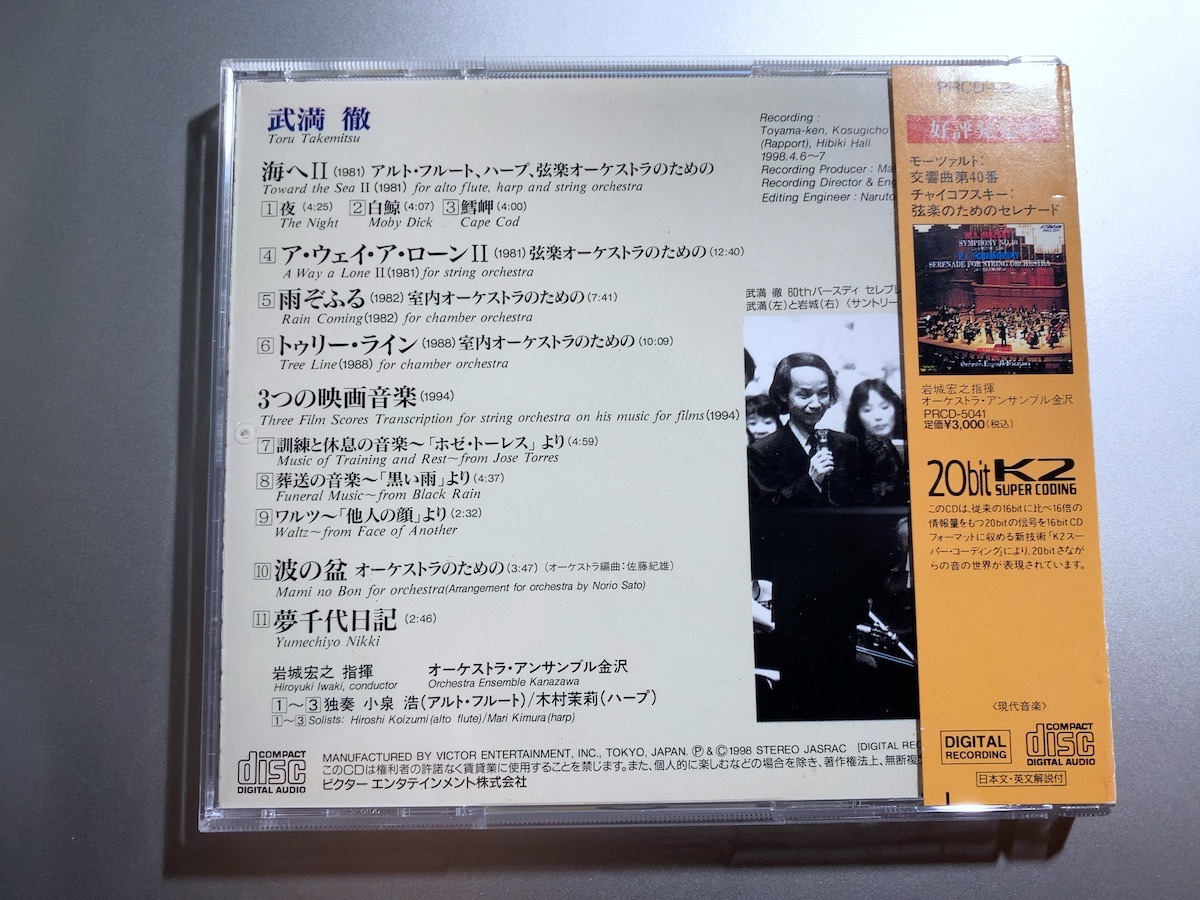 武満 徹
Toru Takemitsu
海へII (1981) アルト・フルート、ハープ、弦楽オーケストラのための
Toward the Sea II (1981) for alto flute, harp and string orchestra
1 夜 (4:25) 2 白鯨 (4:07) 3 鱈岬 (4:00)
The Night Moby Dick Cape Cod
4 ア・ウェイ・ア・ローンII (1981) 弦楽オーケストラのための (12:40)
A Way a Lone II (1981) for string orchestra
5 雨ぞふる (1982) 室内オーケストラのための (7:41)
Rain Coming (1982) for chamber orchestra
6 トゥリー・ライン (1988) 室内オーケストラのための (10:09)
Tree Line (1988) for chamber orchestra
3つの映画音楽 (1994)
Three Film Scores Transcription for string orchestra on his music for films (1994)
7 訓練と休息の音楽～「ホゼ・トーレス」より (4:59)
Music of Training and Rest～from Jose Torres
8 葬送の音楽～「黒い雨」より (4:37)
Funeral Music～from Black Rain
9 ワルツ～「他人の顔」より (2:32)
Waltz～from Face of Another
10 波の盆 オーケストラのための (3:47) (オーケストラ編曲：佐藤紀雄)
Mami no Bon for orchestra (Arrangement for orchestra by Norio Sato)
11 夢千代日記 (2:46)
Yumechiyo Nikki
岩城宏之 指揮 オーケストラ・アンサンブル金沢
Hiroyuki Iwaki, conductor Orchestra Ensemble Kanazawa
1～3 独奏 小泉 浩(アルト・フルート)/木村茉莉(ハープ)
1～3 Solists: Hiroshi Koizumi (alto flute)/Mari Kimura (harp)
COMPACT
disc
DIGITAL AUDIO
MANUFACTURED BY VICTOR ENTERTAINMENT, INC., TOKYO, JAPAN. Ⓟ & Ⓒ 1998 STEREO JASRAC [DIGITAL REC
このCDは権利者の許諾なく賃貸業に使用することを禁じます。また、個人的に楽しむなどの場合を除き、著作権法上、無断複
ビクター エンタテインメント株式会社
Recording :
Toyama-ken, Kosugicho
(Rapport), Hibiki Hall
1998.4.6～7
Recording Producer : Ma
Recording Director & Eng
Editing Engineer : Naruto
武満 徹 60thバースディ セレブレ
武満(左)と岩城(右) 〈サントリー
モーツァルト：
交響曲第40番
チャイコフスキー：
弦楽のためのセレナード
SYMPHONY NO.40
SERENADE FOR STRING ORCHESTRA
岩城宏之指揮
オーケストラ・アンサンブル金沢
PRCD-5041
定価¥3,000(税込)
20bit K2
SUPER CODING
このCDは、従来の16bitに比べ16倍の
情報量をもつ20bitの信号を16bit CD
フォーマットに収める新技術「K2スー
パー・コーディング」により、20bitさなが
らの音の世界が表現されています。
〈現代音楽〉
DIGITAL
RECORDING
COMPACT
disc
DIGITAL AUDIO
日本文・英文解説付